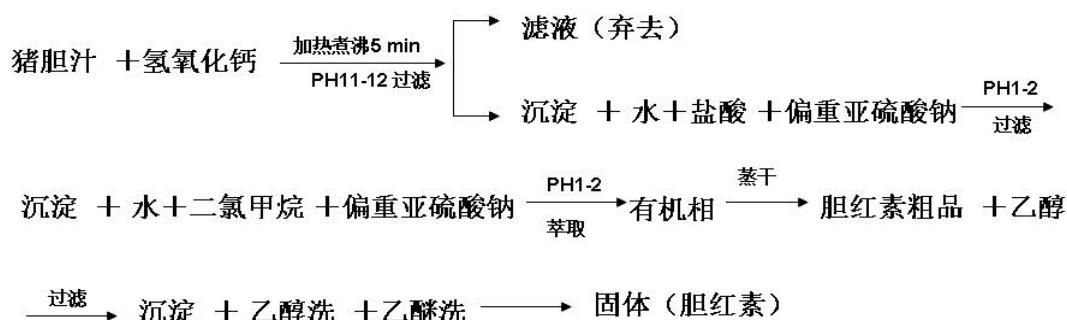 滤液（弃去）
猪胆汁 +氢氧化钙 加热煮沸5 min
PH11-12 过滤
沉淀 + 水+盐酸 +偏重亚硫酸钠 PH1-2
过滤
沉淀 + 水+二氯甲烷 +偏重亚硫酸钠 PH1-2 有机相 蒸干 胆红素粗品 +乙醇
萃取
过滤 沉淀 + 乙醇洗 +乙醚洗 固体（胆红素）